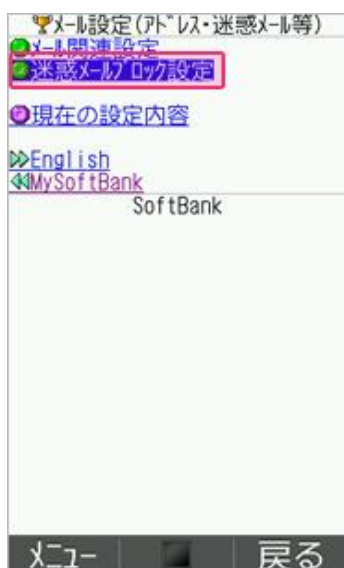 メール設定(アドレス・迷惑メール等)
メール関連設定
迷惑メールブロック設定
現在の設定内容
English
MySoftBank
SoftBank
メニュー 戻る